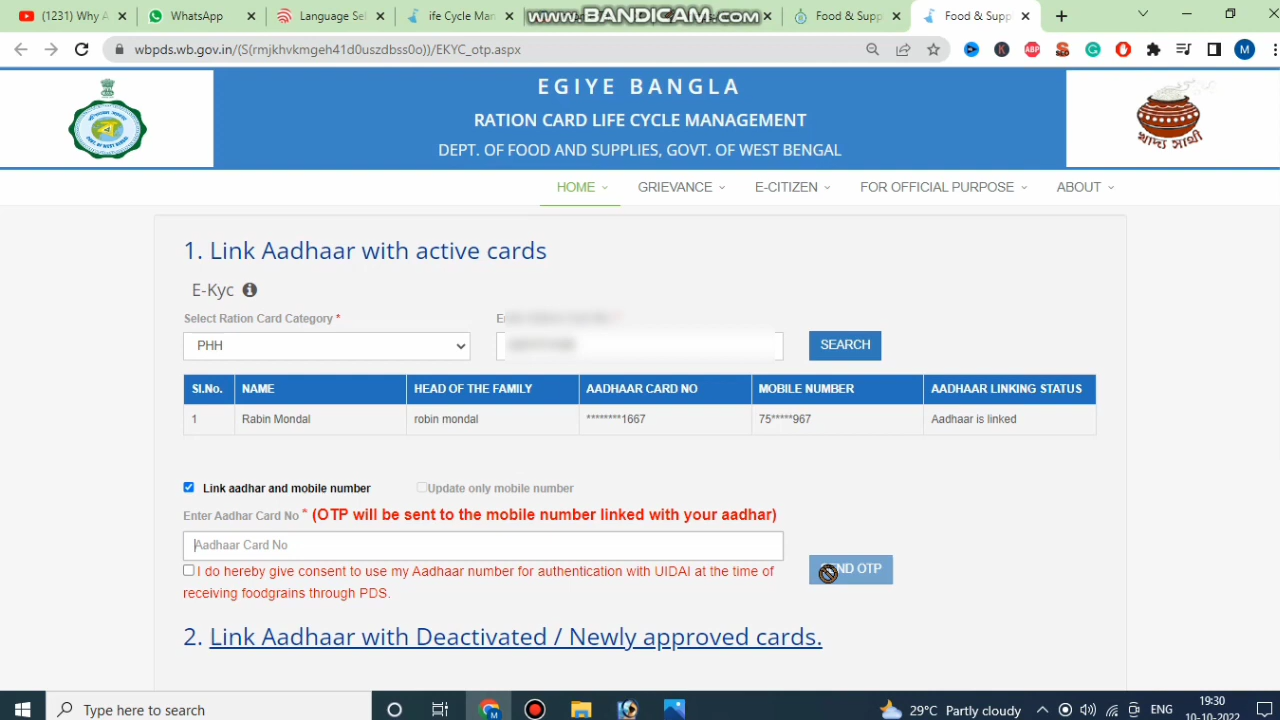 (1231) Why A
WhatsApp
Language Sel
ife Cycle Man
www.BANDICAM.com
Food & Supp
Food & Supp
wbpds.wb.gov.in/(S(rmjkhvkmgeh41d0uszdbss0o))/EKYC_otp.aspx
EGIYE BANGLA
RATION CARD LIFE CYCLE MANAGEMENT
DEPT. OF FOOD AND SUPPLIES, GOVT. OF WEST BENGAL
HOME GRIEVANCE E-CITIZEN FOR OFFICIAL PURPOSE ABOUT
1. Link Aadhaar with active cards
E-Kyc
Select Ration Card Category *
PHH
SEARCH
Sl.No. NAME HEAD OF THE FAMILY AADHAAR CARD NO MOBILE NUMBER AADHAAR LINKING STATUS
1 Rabin Mondal robin mondal ********1667 75*****967 Aadhaar is linked
Link aadhar and mobile number Update only mobile number
Enter Aadhar Card No * (OTP will be sent to the mobile number linked with your aadhar)
Aadhaar Card No
I do hereby give consent to use my Aadhaar number for authentication with UIDAI at the time of
receiving foodgrains through PDS.
OTP
2. Link Aadhaar with Deactivated / Newly approved cards.
Type here to search
29°C Partly cloudy
ENG
19:30
10-10-2022